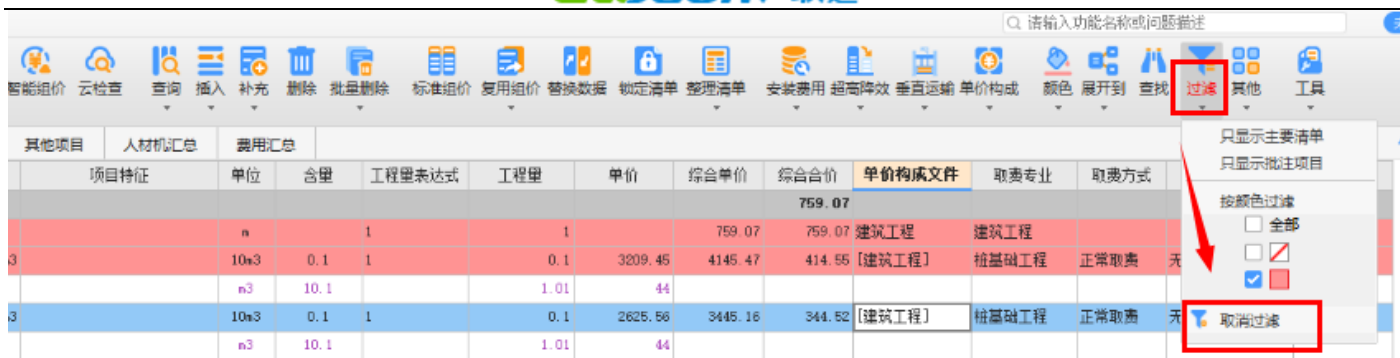 请输入功能名称或问题描述
智能组价 云检查 查询 插入 补充 删除 批量删除 标准组价 复用组价 替换数据 锁定清单 整理清单 安装费用 超高降效 垂直运输 单价构成 颜色 展开到 查找 过滤 其他 工具
其他项目 人材机汇总 费用汇总
只显示主要清单
只显示批注项目
按颜色过滤
全部
取消过滤
项目特征 单位 含量 工程量表达式 工程量 单价 综合单价 综合合价 单价构成文件 取费专业 取费方式
759.07
m 1 1 759.07 759.07 建筑工程 建筑工程
10m3 0.1 1 0.1 3209.45 4145.47 414.55 [建筑工程] 桩基础工程 正常取费 无
m3 10.1 1.01 44
10m3 0.1 1 0.1 2625.56 3445.16 344.52 [建筑工程] 桩基础工程 正常取费 无
m3 10.1 1.01 44